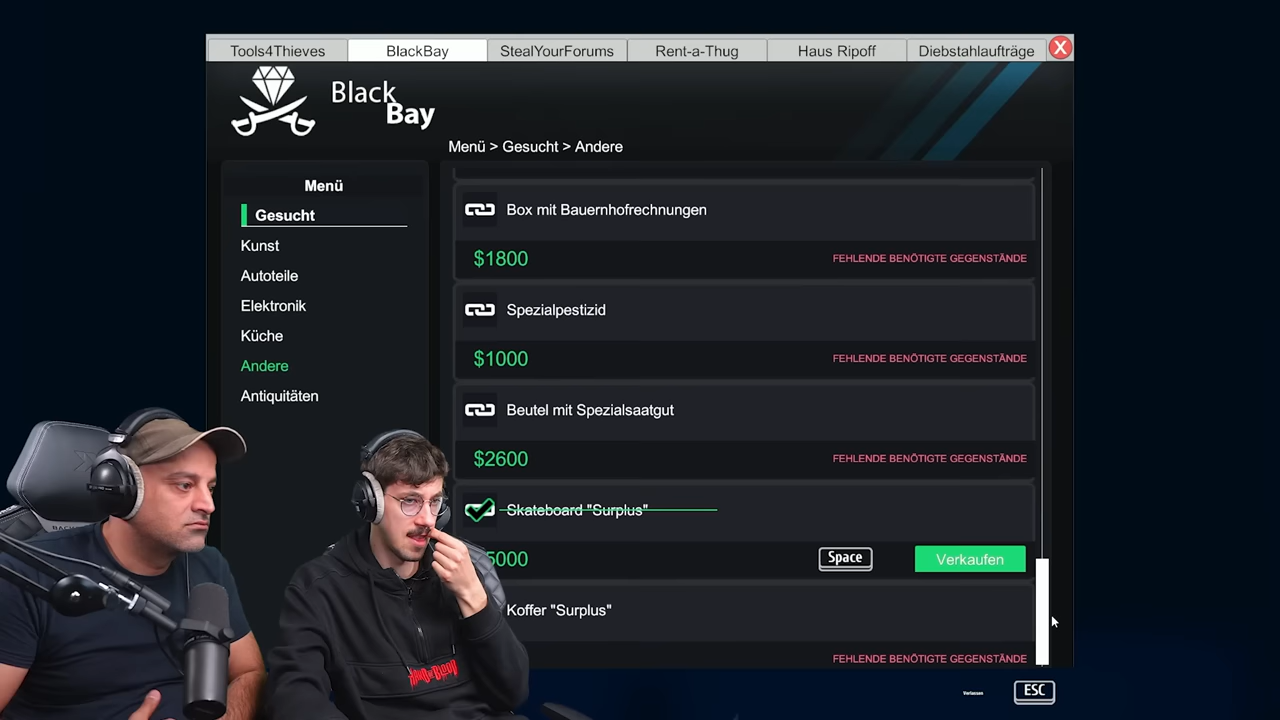 Tools4Thieves
BlackBay
StealYourForums
Rent-a-Thug
Haus Ripoff
Diebstahlaufträge
X
Black
Bay
Menü > Gesucht > Andere
Menü
Gesucht
Kunst
Autoteile
Elektronik
Küche
Andere
Antiquitäten
Box mit Bauernhofrechnungen
$1800
FEHLENDE BENÖTIGTE GEGENSTÄNDE
Spezialpestizid
$1000
FEHLENDE BENÖTIGTE GEGENSTÄNDE
Beutel mit Spezialsaatgut
$2600
FEHLENDE BENÖTIGTE GEGENSTÄNDE
Skateboard "Surplus"
5000
Space
Verkaufen
Koffer "Surplus"
FEHLENDE BENÖTIGTE GEGENSTÄNDE
Verlassen
ESC